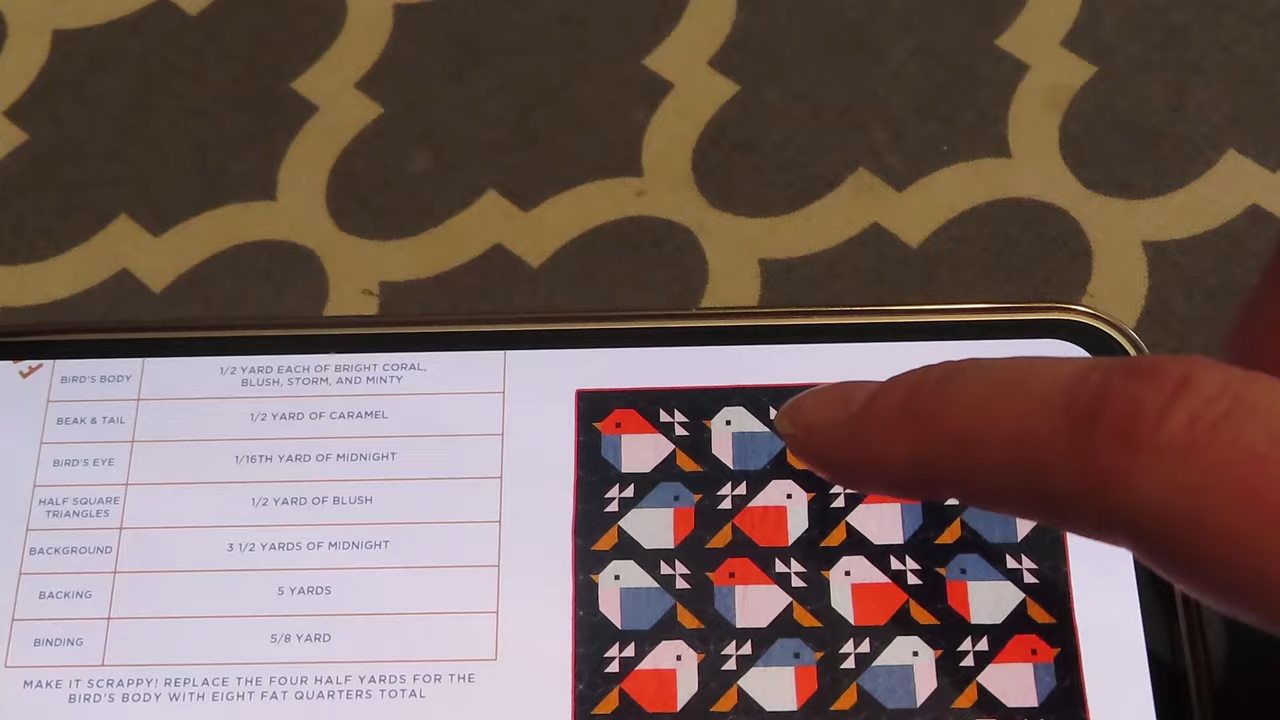 BIRD'S BODY
1/2 YARD EACH OF BRIGHT CORAL,
BLUSH, STORM, AND MINTY
BEAK & TAIL
1/2 YARD OF CARAMEL
BIRD'S EYE
1/16TH YARD OF MIDNIGHT
HALF SQUARE
TRIANGLES
1/2 YARD OF BLUSH
BACKGROUND
3 1/2 YARDS OF MIDNIGHT
BACKING
5 YARDS
BINDING
5/8 YARD
MAKE IT SCRAPPY! REPLACE THE FOUR HALF YARDS FOR THE
BIRD'S BODY WITH EIGHT FAT QUARTERS TOTAL